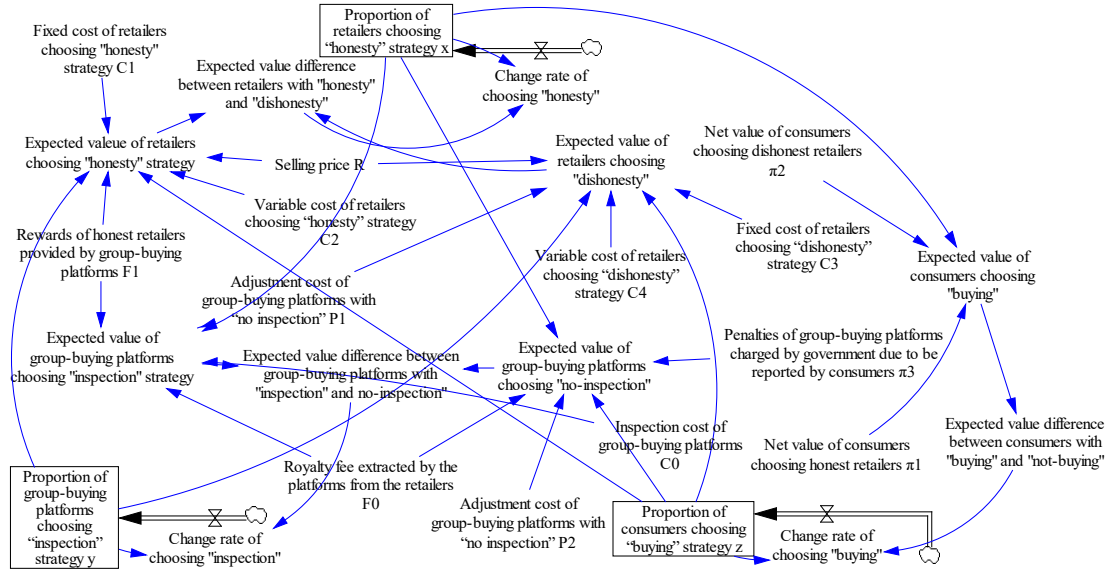 Proportion of
retailers choosing
“honesty” strategy x
Fixed cost of retailers
choosing "honesty"
strategy C1
Expected value difference
between retailers with "honesty"
and "dishonesty"
Change rate of
choosing "honesty"
Expected valeue of retailers
choosing "honesty" strategy
Selling price R
Expected value of
retailers choosing
"dishonesty"
Net value of consumers
choosing dishonest retailers
π2
Variable cost of retailers
choosing “honesty” strategy
C2
Rewards of honest retailers
provided by group-buying
platforms F1
Fixed cost of retailers
choosing “dishonesty”
strategy C3
Variable cost of retailers
choosing “dishonesty”
strategy C4
Expected value of
consumers choosing
"buying"
Adjustment cost of
group-buying platforms with
“no inspection” P1
Expected value of
group-buying platforms
choosing "inspection" strategy
Expected value difference between
group-buying platforms with
"inspection" and no-inspection"
Expected value of
group-buying platforms
choosing "no-inspection"
Penalties of group-buying platforms
charged by government due to be
reported by consumers π3
Inspection cost of
group-buying platforms
C0
Net value of consumers
choosing honest retailers π1
Expected value difference
between consumers with
"buying" and "not-buying"
Royalty fee extracted by the
platforms from the retailers
F0
Proportion of
group-buying
platforms
choosing
“inspection”
strategy y
Change rate of
choosing "inspection"
Adjustment cost of
group-buying platforms with
“no inspection” P2
Proportion of
consumers choosing
“buying” strategy z
Change rate of
choosing "buying"